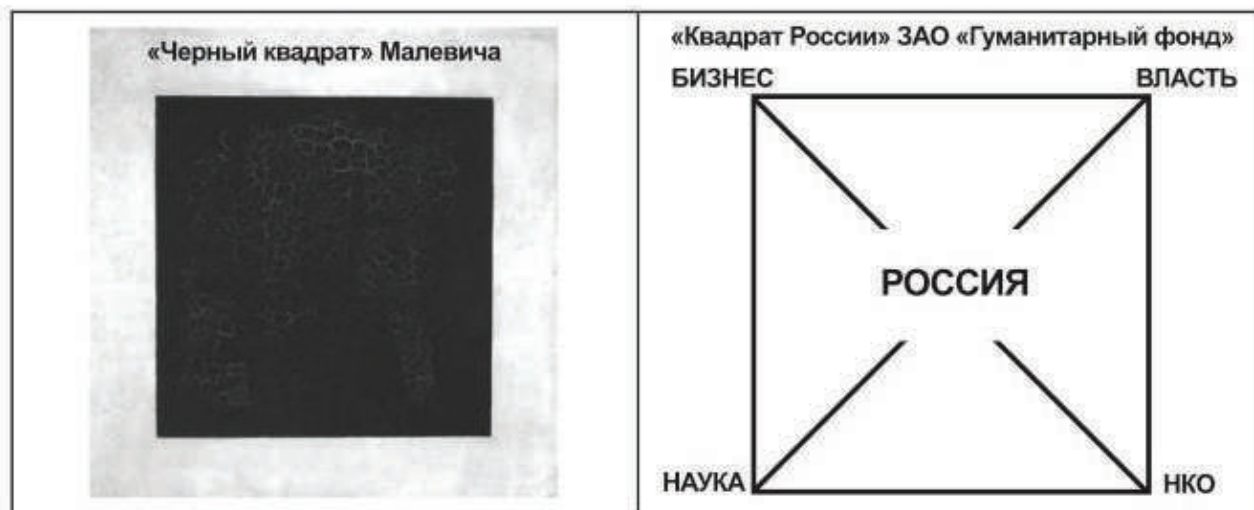 «Черный квадрат» Малевича
«Квадрат России» ЗАО «Гуманитарный фонд»
БИЗНЕС
ВЛАСТЬ
РОССИЯ
НАУКА
НКО